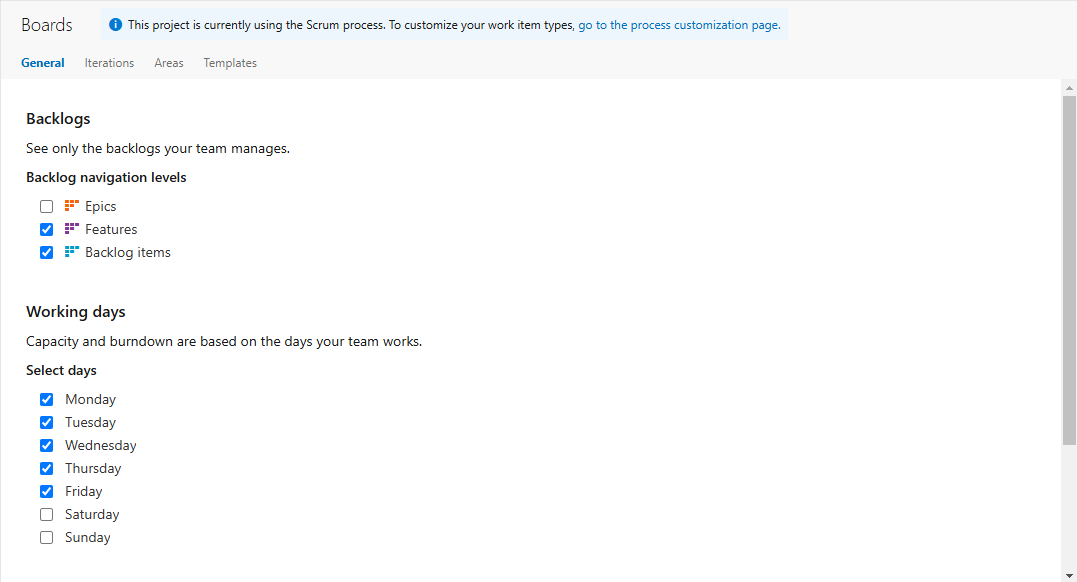 Boards
This project is currently using the Scrum process. To customize your work item types, go to the process customization page.
General Iterations Areas Templates
Backlogs
See only the backlogs your team manages.
Backlog navigation levels
Epics
Features
Backlog items
Working days
Capacity and burndown are based on the days your team works.
Select days
Monday
Tuesday
Wednesday
Thursday
Friday
Saturday
Sunday